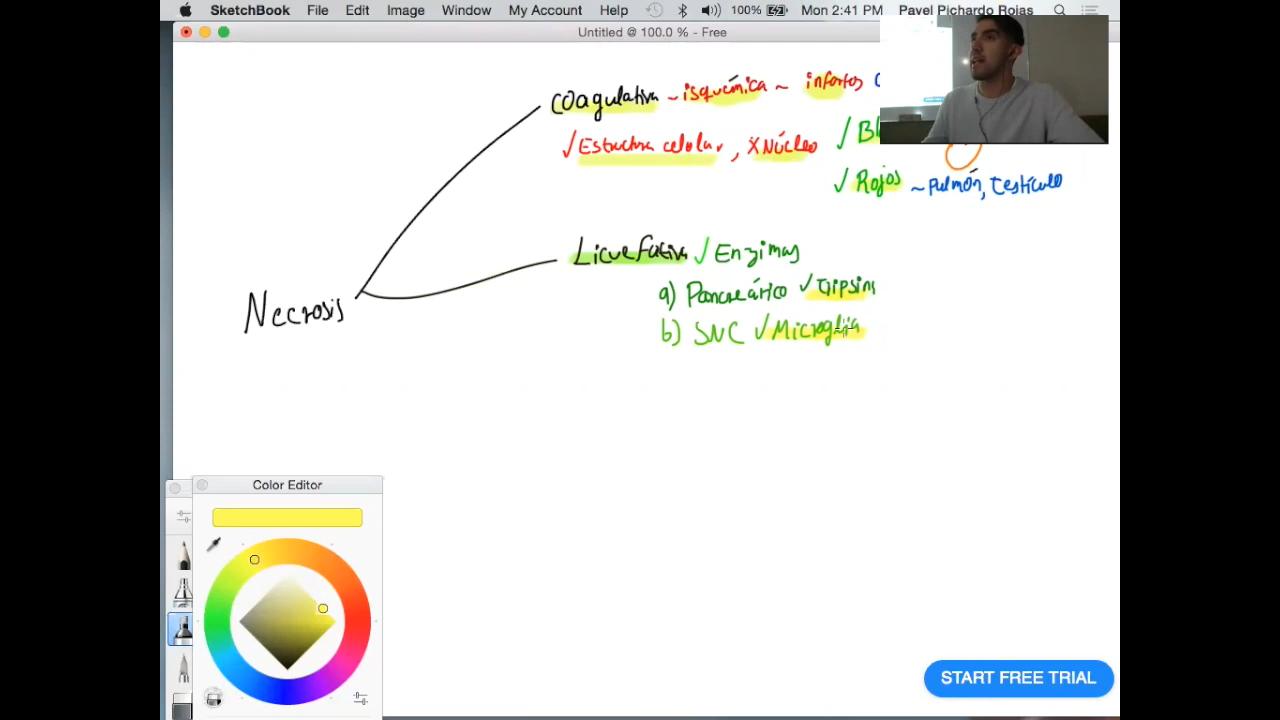 SketchBook File Edit Image Window My Account Help 100% Mon 2:41 PM Pavel Pichardo Rojas
Untitled @ 100.0 % - Free
Coagulativa ~ isquémica ~ infartos
✓ Estructura celular, X Núcleo ✓
✓ Rojos ~ Pulmón, Testículo
Licuefactiva ✓ Enzimas
a) Pancreático ✓ Tripsina
Necrosis
b) SNC ✓ Microglia
Color Editor
START FREE TRIAL